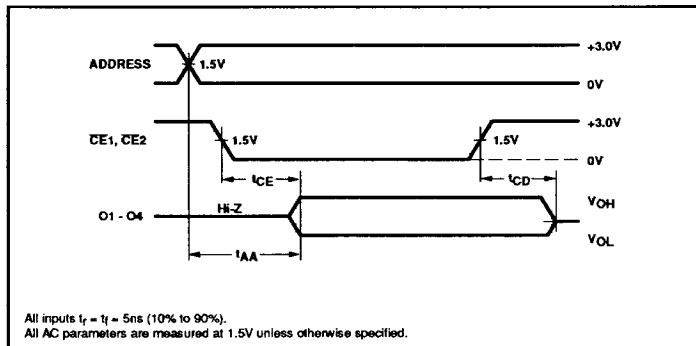 ADDRESS
1.5V
+3.0V
0V
CE1, CE2
1.5V
1.5V
+3.0V
0V
tCE
tCD
O1 - O4
Hi-Z
VOH
VOL
tAA
All inputs tr = tf = 5ns (10% to 90%).
All AC parameters are measured at 1.5V unless otherwise specified.